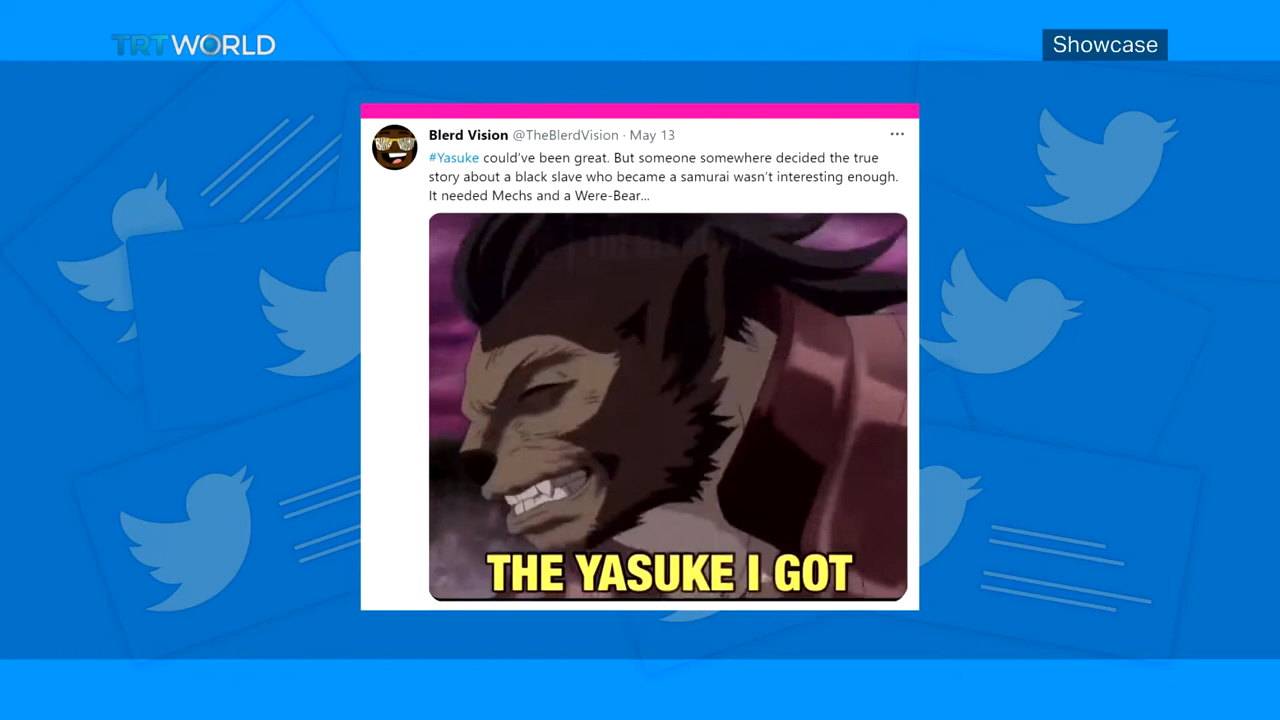 TRT WORLD
Showcase
Blerd Vision @TheBlerdVision · May 13
#Yasuke could've been great. But someone somewhere decided the true
story about a black slave who became a samurai wasn't interesting enough.
It needed Mechs and a Were-Bear...
THE YASUKE I GOT